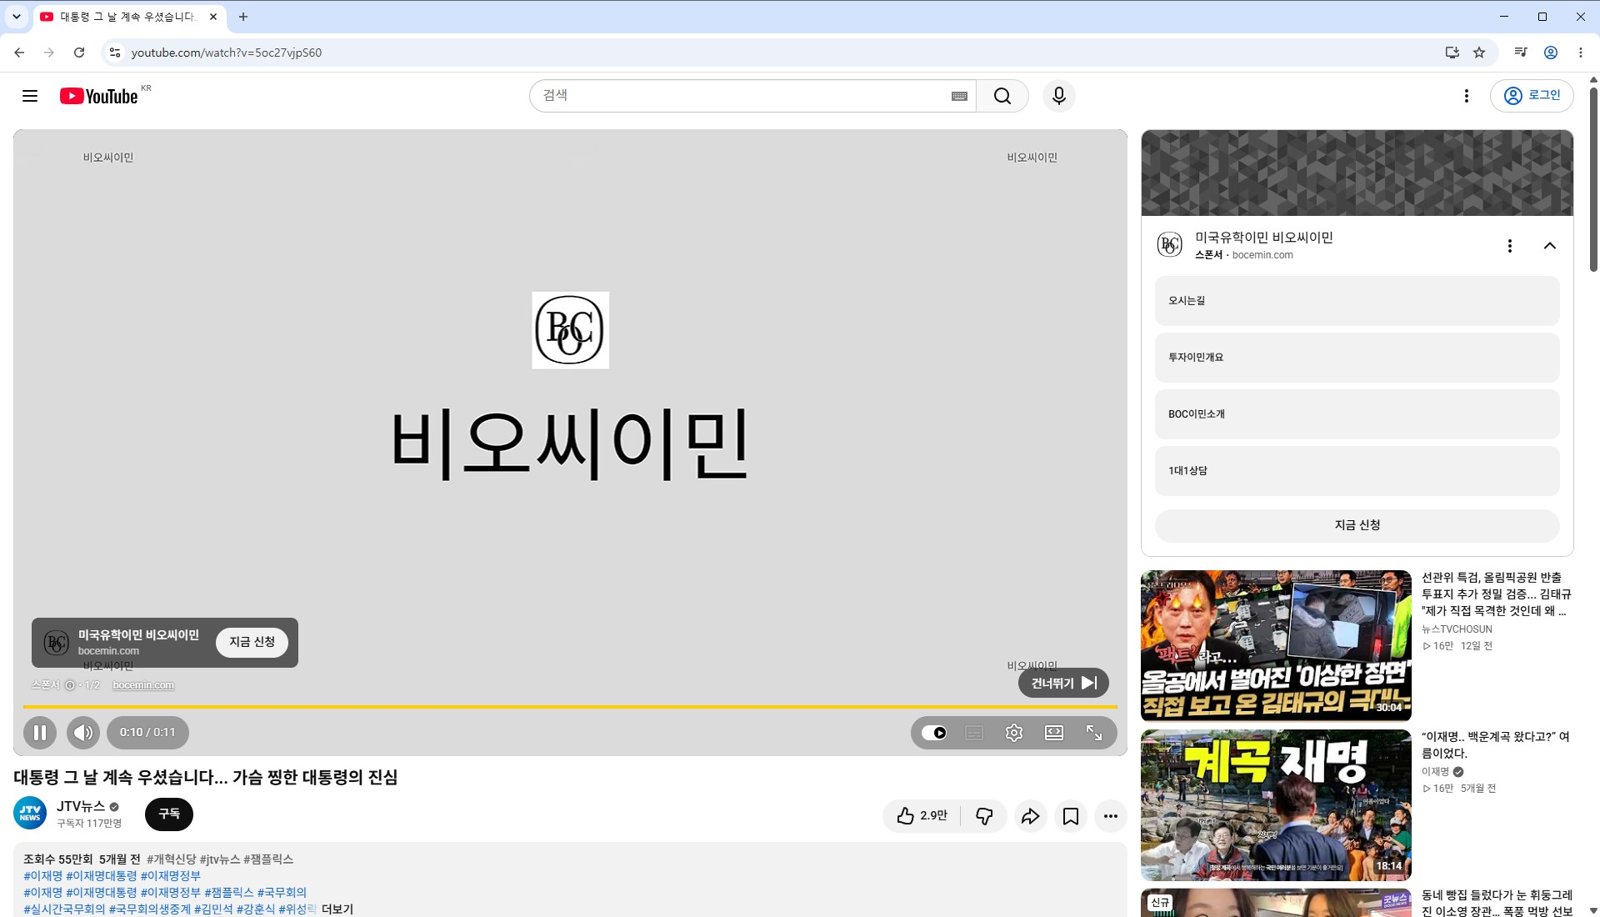 대통령 그 날 계속 우셨습니다.
youtube.com/watch?v=5oc27vjpS60
YouTube KR
검색
로그인
비오씨이민
비오씨이민
BOC
비오씨이민
BOC
미국유학이민 비오씨이민
bocemin.com
지금 신청
비오씨이민
비오씨이민
스폰서 · 1/2 bocemin.com
건너뛰기
0:10 / 0:11
대통령 그 날 계속 우셨습니다... 가슴 찡한 대통령의 진심
JTV NEWS
JTV뉴스
구독자 117만명
구독
2.9만
조회수 55만회 5개월 전 #개혁신당 #jtv뉴스 #잼플릭스
#이재명 #이재명대통령 #이재명정부
#이재명 #이재명대통령 #이재명정부 #잼플릭스 #국무회의
#실시간국무회의 #국무회의생중계 #김민석 #강훈식 #위성락 더보기
BOC
미국유학이민 비오씨이민
스폰서 · bocemin.com
오시는길
투자이민개요
BOC이민소개
1대1상담
지금 신청
'팩트'라고...
올공에서 벌어진 '이상한 장면'
직접 보고 온 김태규의 극대노
30:04
선관위 특검, 올림픽공원 반출
투표지 추가 정밀 검증... 김태규
"제가 직접 목격한 것인데 왜 ...
뉴스TVCHOSUN
16만 12일 전
계곡 재명
18:14
"이재명.. 백운계곡 왔다고?" 여
름이었다.
이재명
16만 5개월 전
신규
굿뉴스
동네 빵집 들렀다가 눈 휘둥그레
진 이소영 장관... 폭풍 먹방 선보